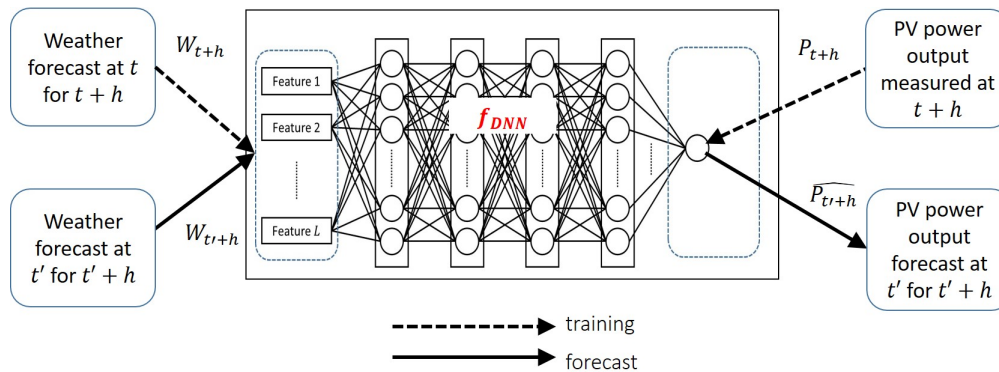 Weather
forecast at t
for t + h
W_{t+h}
Weather
forecast at
t′ for t′ + h
W_{t′+h}
Feature 1
Feature 2
Feature L
f_{DNN}
P_{t+h}
PV power
output
measured at
t + h
\widehat{P_{t′+h}}
PV power
output
forecast at
t′ for t′ + h
training
forecast